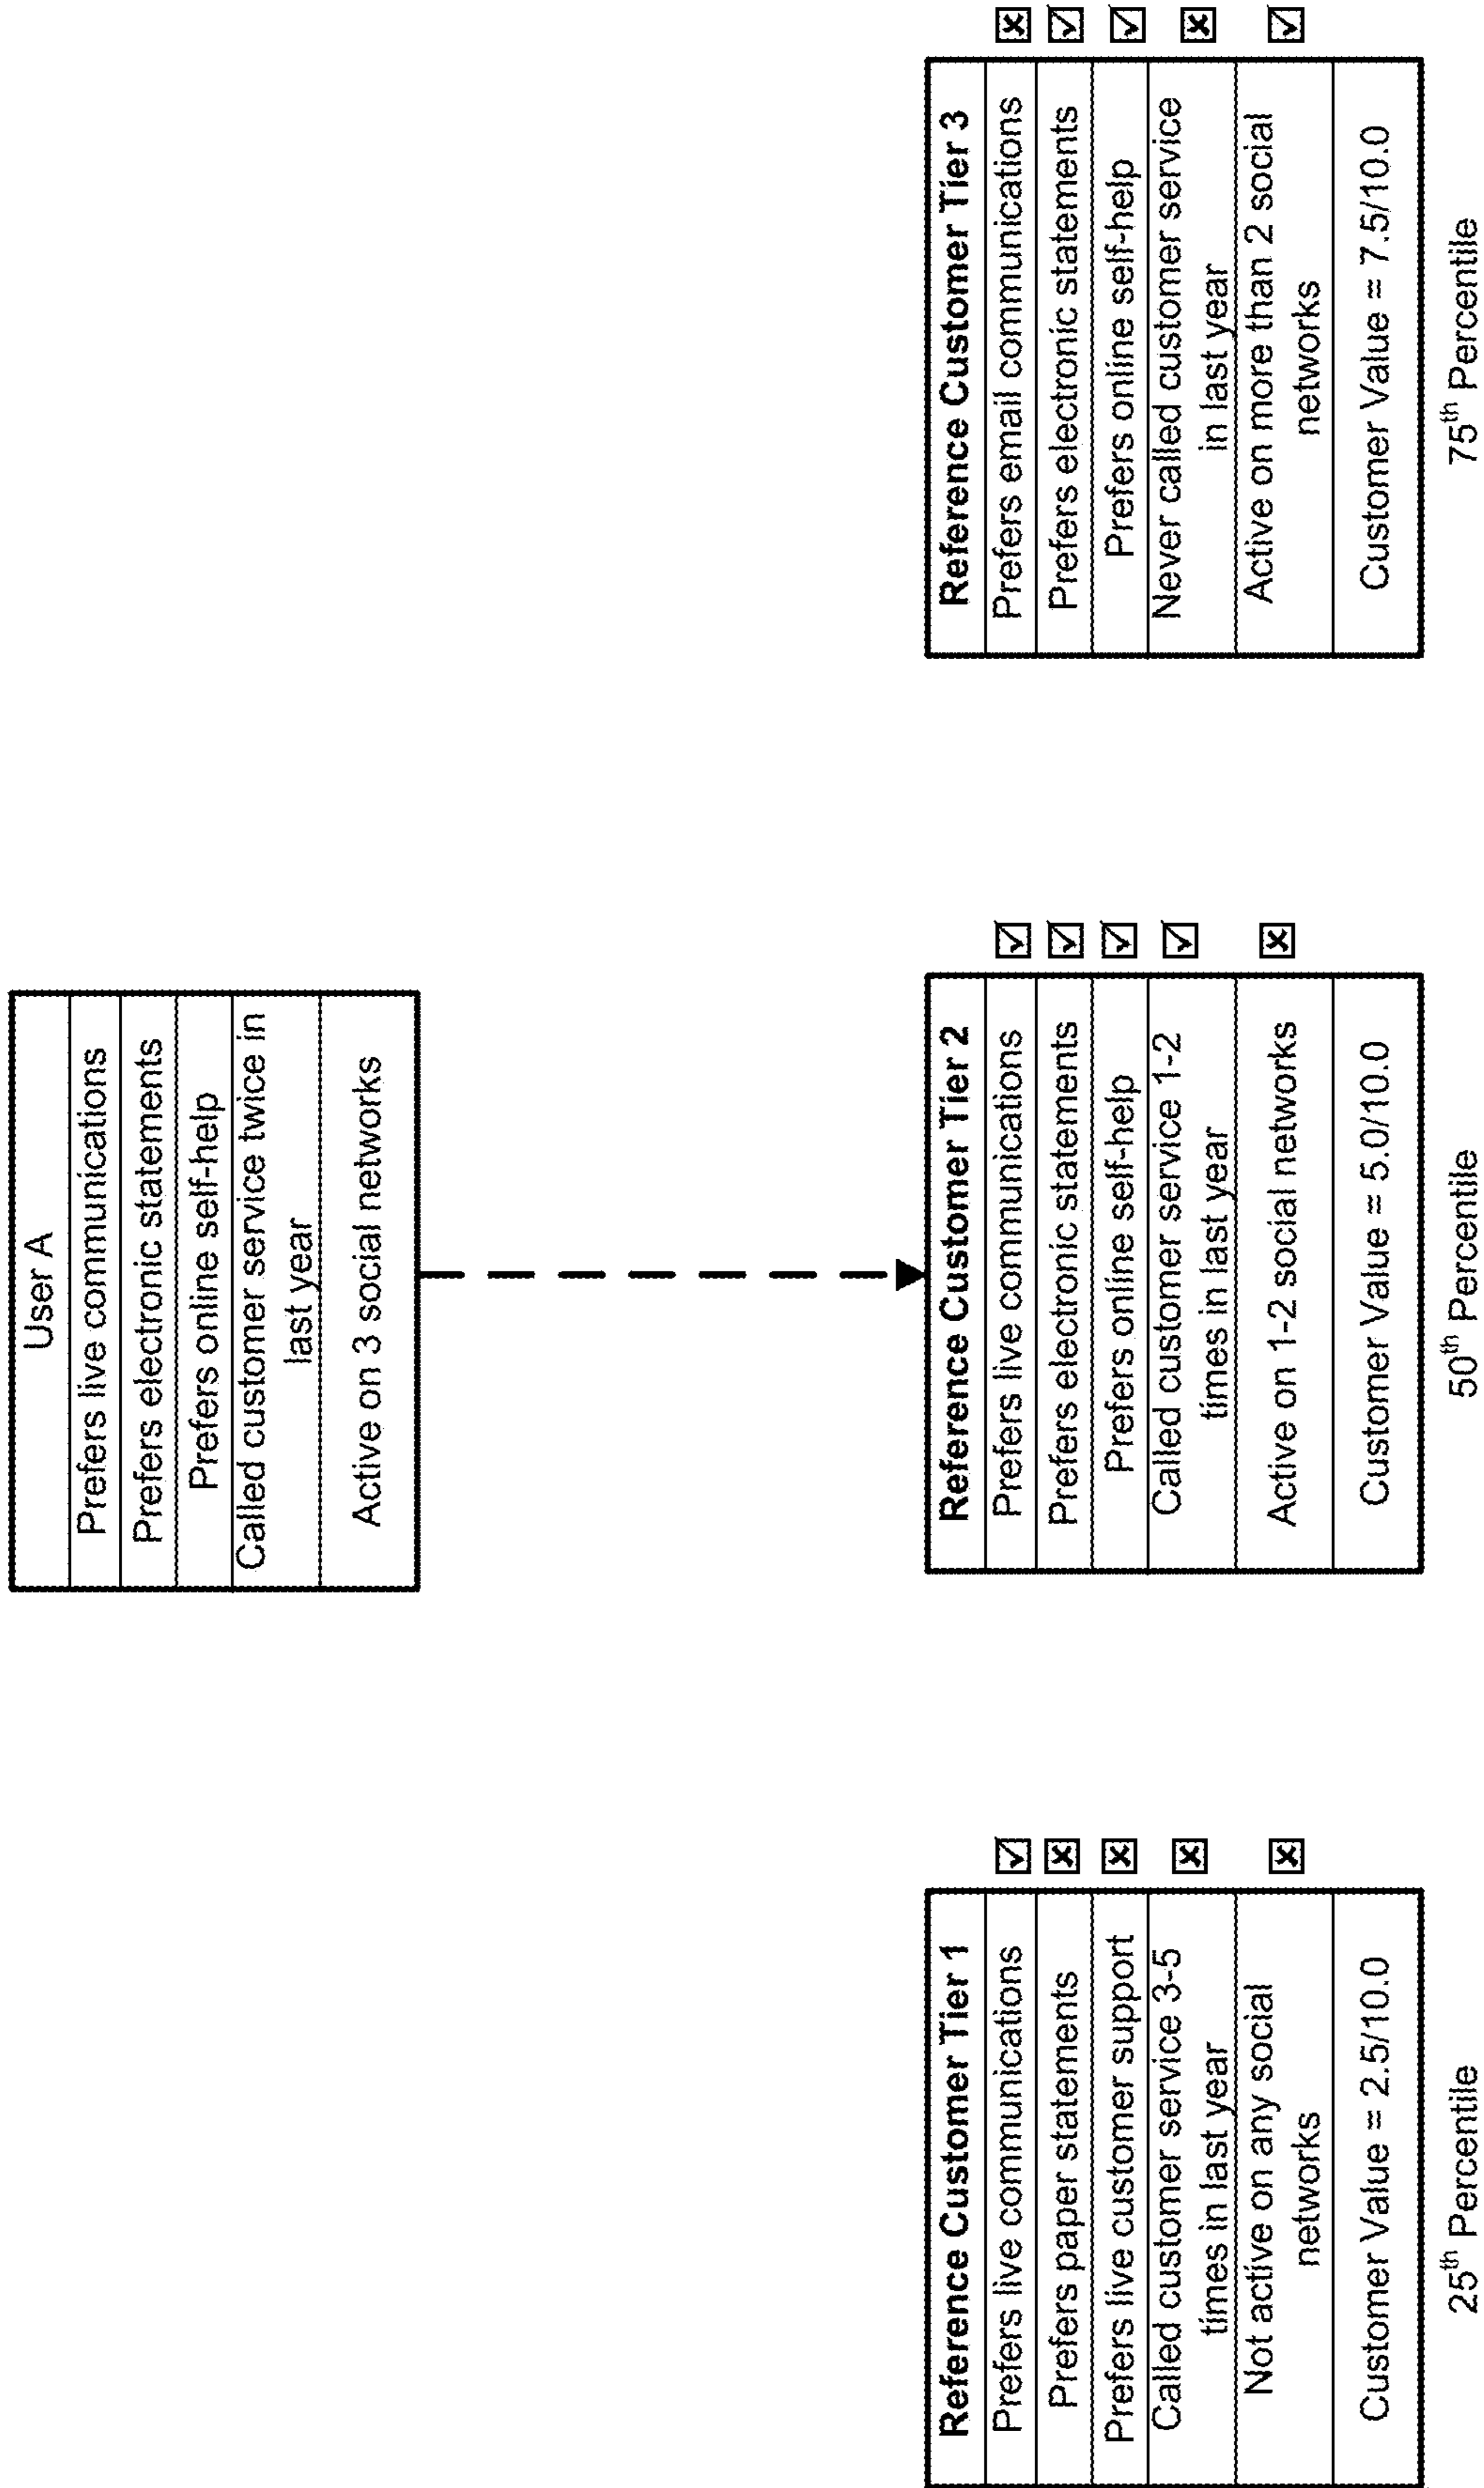 User A
Prefers live communications
Prefers electronic statements
Prefers online self-help
Called customer service twice in
last year
Active on 3 social networks
Reference Customer Tier 1
Prefers live communications
Prefers paper statements
Prefers live customer support
Called customer service 3-5
times in last year
Not active on any social
networks
Customer Value = 2.5/10.0
25th Percentile
Reference Customer Tier 2
Prefers live communications
Prefers electronic statements
Prefers online self-help
Called customer service 1-2
times in last year
Active on 1-2 social networks
Customer Value = 5.0/10.0
50th Percentile
Reference Customer Tier 3
Prefers email communications
Prefers electronic statements
Prefers online self-help
Never called customer service
in last year
Active on more than 2 social
networks
Customer Value = 7.5/10.0
75th Percentile